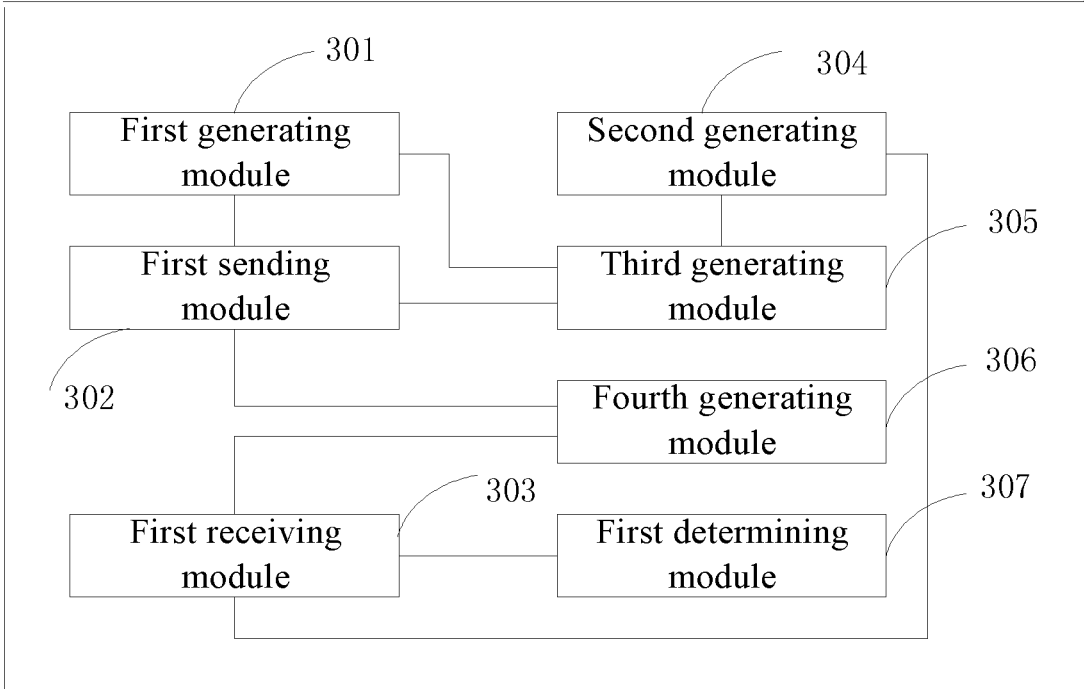 301
First generating
module
304
Second generating
module
First sending
module
302
305
Third generating
module
306
Fourth generating
module
303
First receiving
module
307
First determining
module